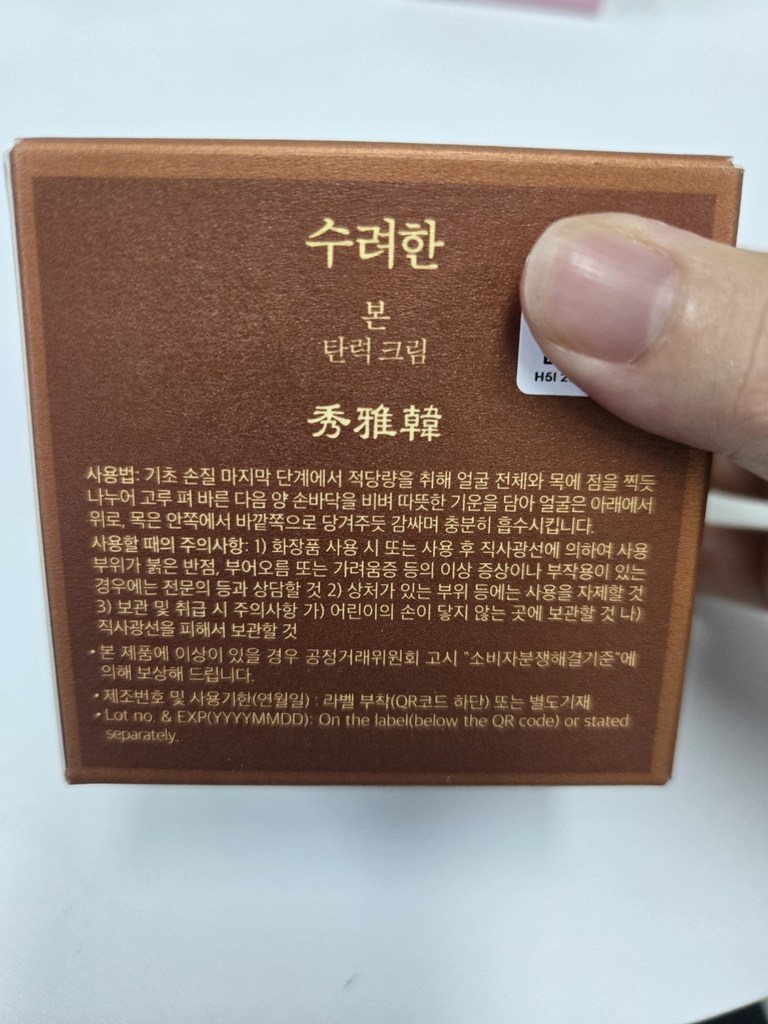 수려한
본
탄력 크림
秀雅韓
사용법: 기초 손질 마지막 단계에서 적당량을 취해 얼굴 전체와 목에 점을 찍듯
나누어 고루 펴 바른 다음 양 손바닥을 비벼 따뜻한 기운을 담아 얼굴은 아래에서
위로, 목은 안쪽에서 바깥쪽으로 당겨주듯 감싸며 충분히 흡수시킵니다.
사용할 때의 주의사항: 1) 화장품 사용 시 또는 사용 후 직사광선에 의하여 사용
부위가 붉은 반점, 부어오름 또는 가려움증 등의 이상 증상이나 부작용이 있는
경우에는 전문의 등과 상담할 것 2) 상처가 있는 부위 등에는 사용을 자제할 것
3) 보관 및 취급 시 주의사항 가) 어린이의 손이 닿지 않는 곳에 보관할 것 나)
직사광선을 피해서 보관할 것
• 본 제품에 이상이 있을 경우 공정거래위원회 고시 "소비자분쟁해결기준"에
의해 보상해 드립니다.
• 제조번호 및 사용기한(연월일) : 라벨 부착(QR코드 하단) 또는 별도기재
• Lot no. & EXP(YYYYMMDD): On the label(below the QR code) or stated
separately.